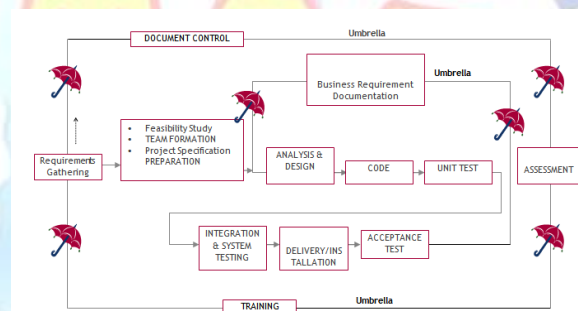 DOCUMENT CONTROL
Umbrella
Business Requirement
Documentation
Umbrella
Requirements
Gathering
• Feasibility Study
• TEAM FORMATION
• Project Specification
PREPARATION
ANALYSIS &
DESIGN
CODE
UNIT TEST
ASSESSMENT
INTEGRATION
& SYSTEM
TESTING
DELIVERY/INS
TALLATION
ACCEPTANCE
TEST
TRAINING
Umbrella